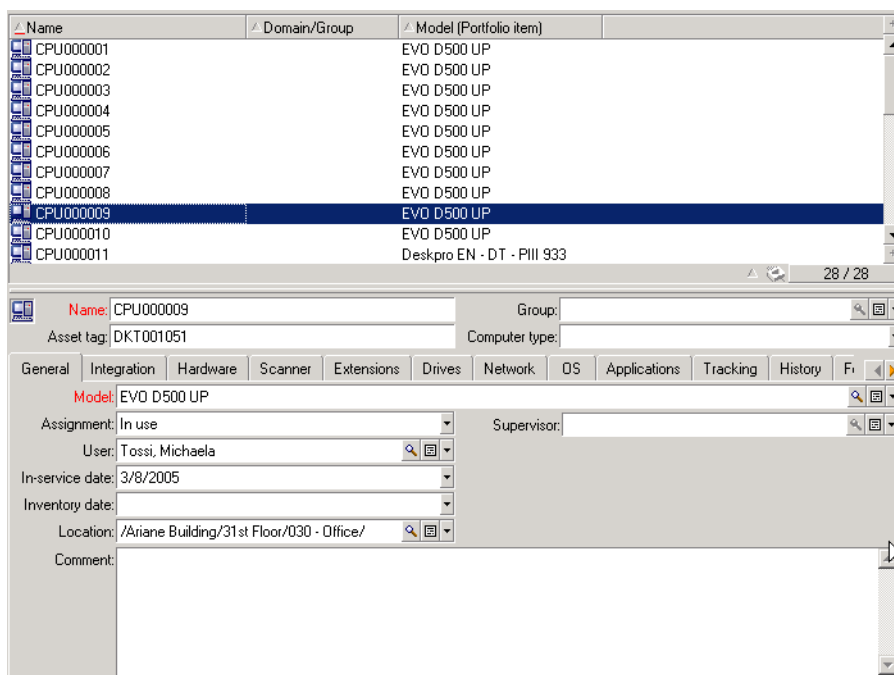 Name Domain/Group Model (Portfolio item)
CPU000001 EVO D500 UP
CPU000002 EVO D500 UP
CPU000003 EVO D500 UP
CPU000004 EVO D500 UP
CPU000005 EVO D500 UP
CPU000006 EVO D500 UP
CPU000007 EVO D500 UP
CPU000008 EVO D500 UP
CPU000009 EVO D500 UP
CPU000010 EVO D500 UP
CPU000011 Deskpro EN - DT - PIII 933
28 / 28
Name: CPU000009 Group:
Asset tag: DKT001051 Computer type:
General Integration Hardware Scanner Extensions Drives Network OS Applications Tracking History
Model: EVO D500 UP
Assignment: In use Supervisor:
User: Tossi, Michaela
In-service date: 3/8/2005
Inventory date:
Location: /Ariane Building/31st Floor/030 - Office/
Comment: